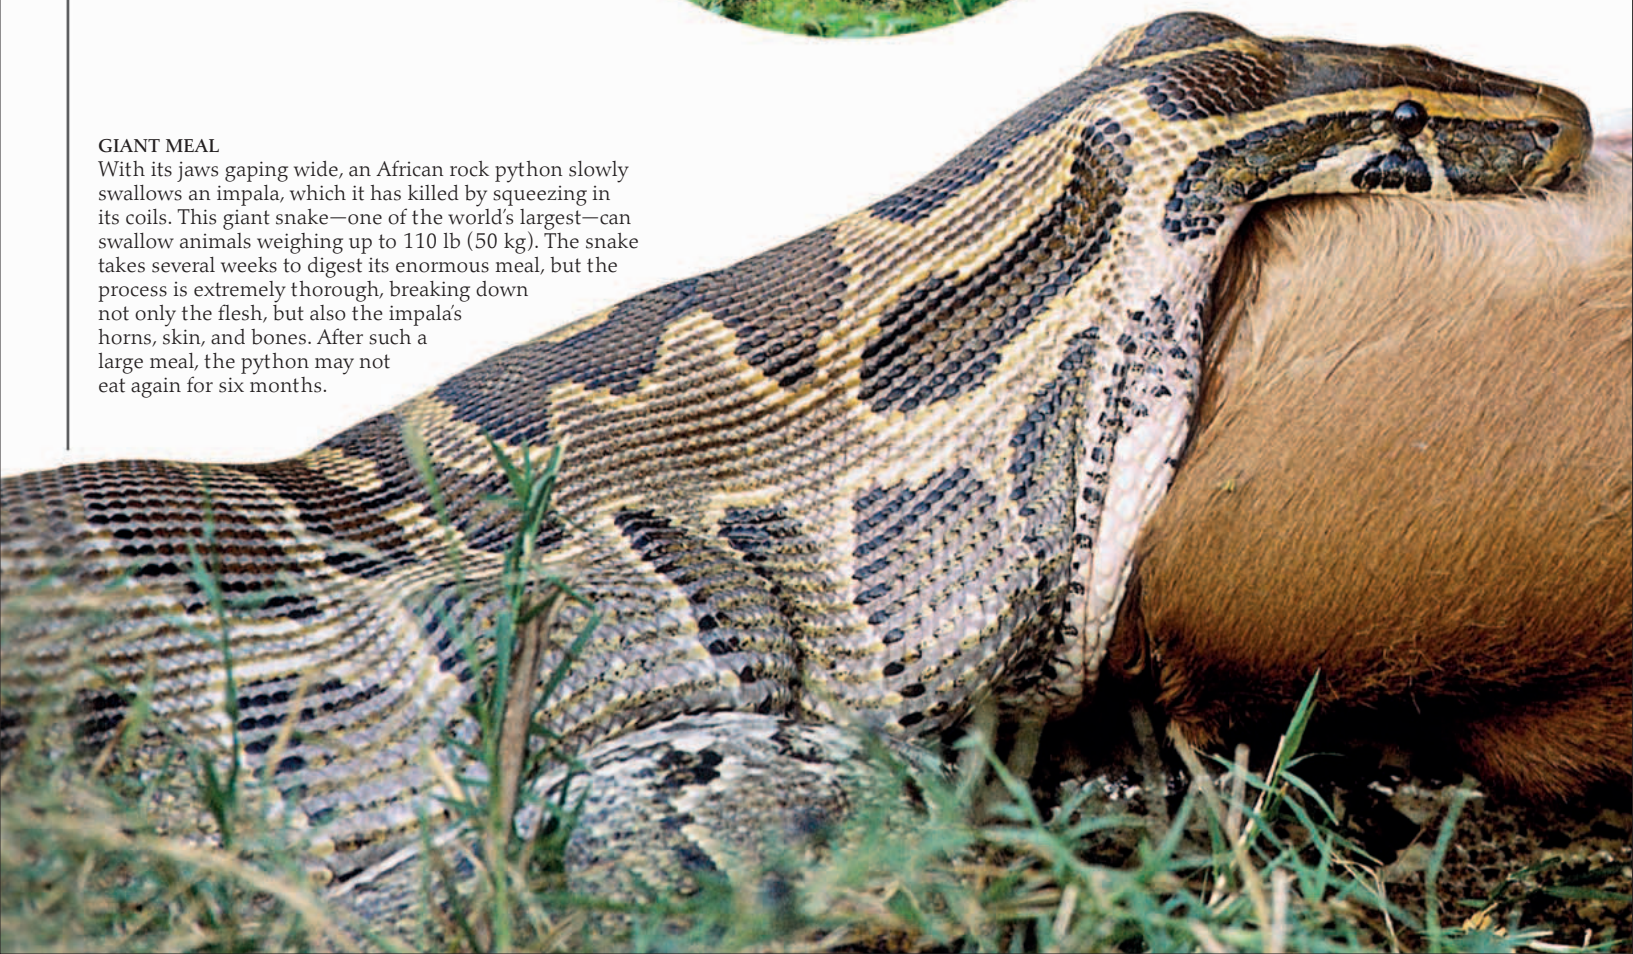 GIANT MEAL
With its jaws gaping wide, an African rock python slowly
swallows an impala, which it has killed by squeezing in
its coils. This giant snake—one of the world's largest—can
swallow animals weighing up to 110 lb (50 kg). The snake
takes several weeks to digest its enormous meal, but the
process is extremely thorough, breaking down
not only the flesh, but also the impala's
horns, skin, and bones. After such a
large meal, the python may not
eat again for six months.